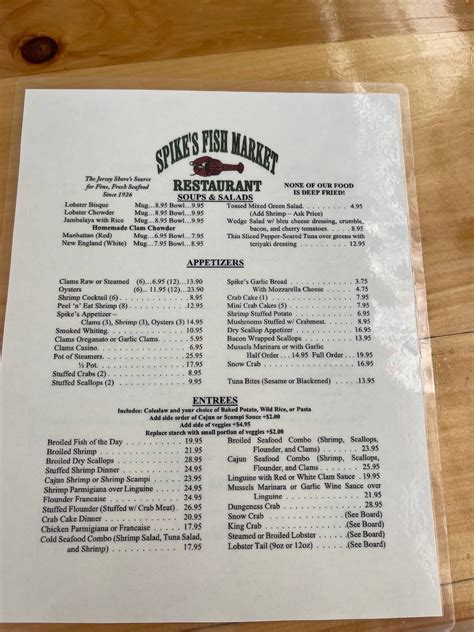 SPIKE'S FISH MARKET
RESTAURANT
The Jersey Shore's Source
for Fine, Fresh Seafood
Since 1926
NONE OF OUR FOOD
IS DEEP FRIED!
SOUPS & SALADS
Lobster Bisque Mug…8.95 Bowl…9.95
Lobster Chowder Mug…8.95 Bowl…9.95
Jambalaya with Rice Mug…8.95 Bowl..9.95
Homemade Clam Chowder
Manhattan (Red) Mug…7.95 Bowl…8.95
New England (White) Mug…7.95 Bowl…8.95
Tossed Mixed Green Salad. 4.95
(Add Shrimp – Ask Price)
Wedge Salad w/ bleu cheese dressing, crumble,
bacon, and cherry tomatoes. 8.95
Thin Sliced Pepper-Seared Tuna over greens with
teriyaki dressing 12.95
APPETIZERS
Clams Raw or Steamed (6)…6.95 (12)…13.90
Oysters (6).. 11.95 (12)…23.90
Shrimp Cocktail (6) 8.95
Peel 'n' Eat Shrimp (8) 12.95
Spike's Appetizer –
Clams (3), Shrimp (3), Oysters (3) 14.95
Smoked Whiting. 10.95
Clams Oreganato or Garlic Clams. 5.95
Clams Casino. 6.95
Pot of Steamers. 25.95
½ Pot. 17.95
Stuffed Crabs (2) 8.95
Stuffed Scallops (2) 9.95
Spike's Garlic Bread 3.75
With Mozzarella Cheese 4.75
Crab Cake (1) 7.95
Mini Crab Cakes (5) 7.95
Shrimp Stuffed Potato 6.95
Mushrooms Stuffed w/ Crabmeat. 8.95
Dry Scallop Appetizer 10.95
Bacon Wrapped Scallops 13.95
Mussels Marinara or with Garlic
Half Order …14.95 Full Order 19.95
Snow Crab 16.95
Tuna Bites (Sesame or Blackened) 13.95
ENTREES
Includes: Coleslaw and your choice of Baked Potato, Wild Rice, or Pasta
Add side order of Cajun or Scampi Sauce +$2.00
Add side of veggies +$4.95
Replace starch with small portion of veggies +$2.00
Broiled Fish of the Day 19.95
Broiled Shrimp 21.95
Broiled Dry Scallops 28.95
Stuffed Shrimp Dinner 24.95
Cajun Shrimp or Shrimp Scampi 23.95
Shrimp Parmigiana over Linguine 24.95
Flounder Francaise 24.95
Stuffed Flounder (Stuffed w/ Crab Meat) 26.95
Crab Cake Dinner 20.95
Chicken Parmigiana or Francaise 17.95
Cold Seafood Combo (Shrimp Salad, Tuna Salad,
and Shrimp) 17.95
Broiled Seafood Combo (Shrimp, Scallops,
Flounder, and Clams) 23.95
Cajun Seafood Combo (Shrimp, Scallops,
Flounder, and Clams 25.95
Linguine with Red or White Clam Sauce 19.95
Mussels Marinara or Garlic Wine Sauce over
Linguine 21.95
Dungeness Crab 28.95
Snow Crab (See Board)
King Crab (See Board)
Steamed or Broiled Lobster (See Board)
Lobster Tail (9oz or 12oz) (See Board)